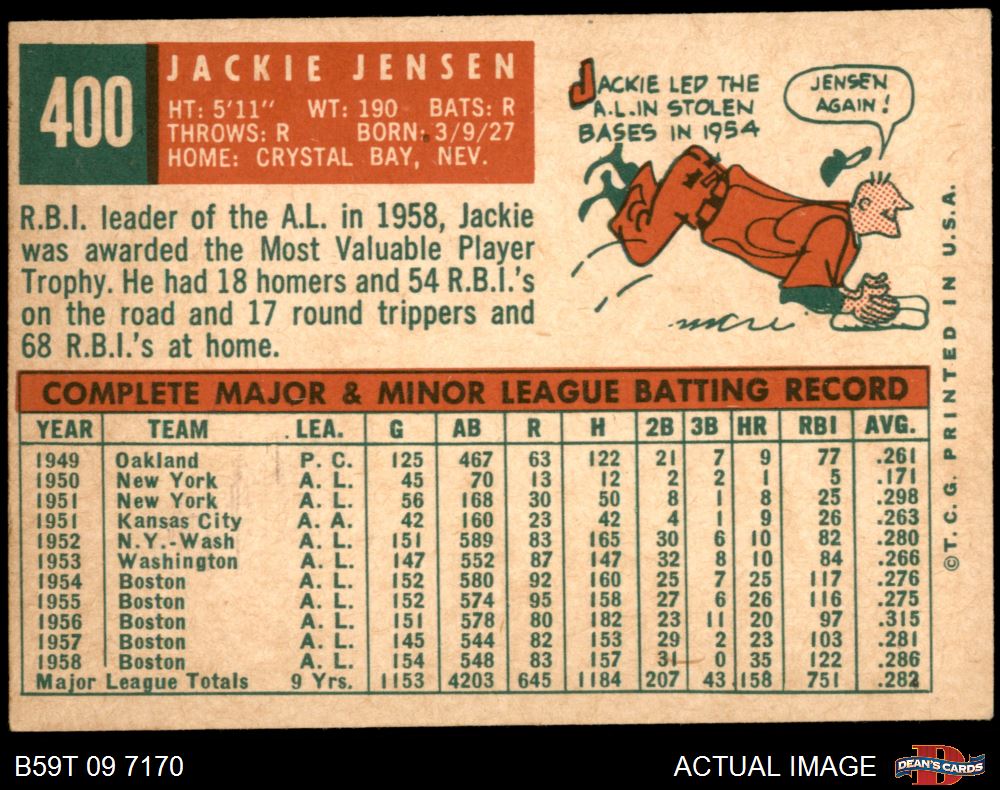 400
JACKIE JENSEN
HT: 5'11" WT: 190 BATS: R
THROWS: R BORN: 3/9/27
HOME: CRYSTAL BAY, NEV.
R.B.I. leader of the A.L. in 1958, Jackie
was awarded the Most Valuable Player
Trophy. He had 18 homers and 54 R.B.I.'s
on the road and 17 round trippers and
68 R.B.I.'s at home.
JACKIE LED THE
A.L. IN STOLEN
BASES IN 1954
JENSEN
AGAIN!
COMPLETE MAJOR & MINOR LEAGUE BATTING RECORD
YEAR TEAM LEA. G AB R H 2B 3B HR RBI AVG.
1949 Oakland P. C. 125 467 63 122 21 7 9 77 .261
1950 New York A. L. 45 70 13 12 2 2 1 5 .171
1951 New York A. L. 56 168 30 50 8 1 8 25 .298
1951 Kansas City A. A. 42 160 23 42 4 1 9 26 .263
1952 N.Y.-Wash A. L. 151 589 83 165 30 6 10 82 .280
1953 Washington A. L. 147 552 87 147 32 8 10 84 .266
1954 Boston A. L. 152 580 92 160 25 7 25 117 .276
1955 Boston A. L. 152 574 95 158 27 6 26 116 .275
1956 Boston A. L. 151 578 80 182 23 11 20 97 .315
1957 Boston A. L. 145 544 82 153 29 2 23 103 .281
1958 Boston A. L. 154 548 83 157 31 0 35 122 .286
Major League Totals 9 Yrs. 1153 4203 645 1184 207 43 158 751 .282
©T.C.G. PRINTED IN U.S.A.
B59T 09 7170
ACTUAL IMAGE
DEAN'S CARDS